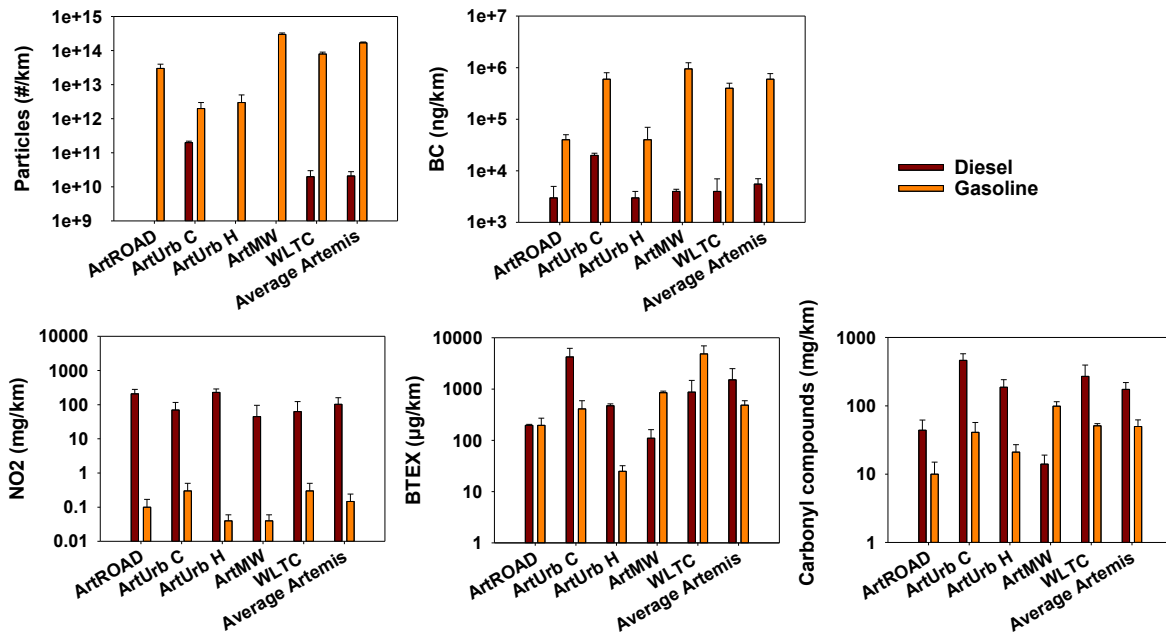 Particles (#/km)
1e+15
1e+14
1e+13
1e+12
1e+11
1e+10
1e+9
ArtROAD
ArtUrb C
ArtUrb H
ArtMW
WLTC
Average Artemis
BC (ng/km)
1e+7
1e+6
1e+5
1e+4
1e+3
ArtROAD
ArtUrb C
ArtUrb H
ArtMW
WLTC
Average Artemis
Diesel
Gasoline
NO2 (mg/km)
10000
1000
100
10
1
0.1
0.01
ArtROAD
ArtUrb C
ArtUrb H
ArtMW
WLTC
Average Artemis
BTEX (µg/km)
10000
1000
100
10
1
ArtROAD
ArtUrb C
ArtUrb H
ArtMW
WLTC
Average Artemis
Carbonyl compounds (mg/km)
1000
100
10
1
ArtROAD
ArtUrb C
ArtUrb H
ArtMW
WLTC
Average Artemis